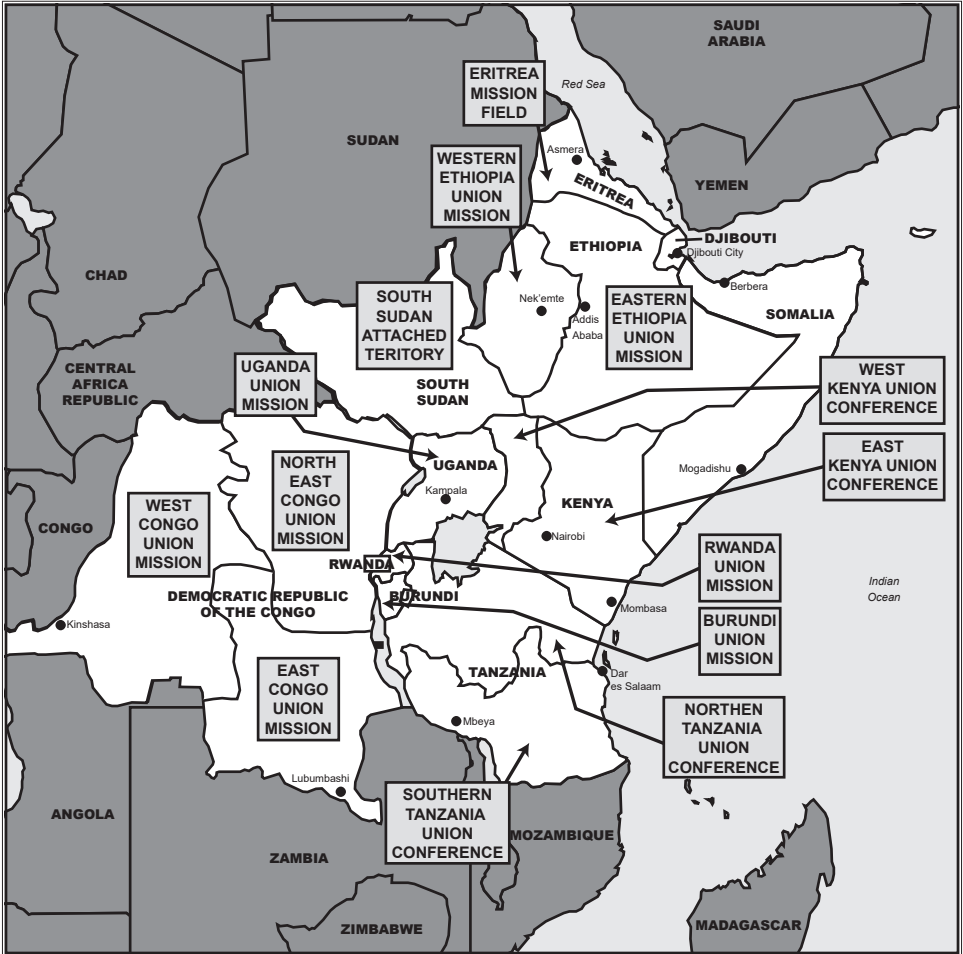 SAUDI
ARABIA
Red Sea
ERITREA
MISSION
FIELD
SUDAN
Asmera
WESTERN
ETHIOPIA
UNION
MISSION
ERITREA
YEMEN
ETHIOPIA
DJIBOUTI
Djibouti City
CHAD
Berbera
SOUTH
SUDAN
ATTACHED
TERITORY
Nek'emte
Addis
Ababa
EASTERN
ETHIOPIA
UNION
MISSION
SOMALIA
CENTRAL
AFRICA
REPUBLIC
UGANDA
UNION
MISSION
SOUTH
SUDAN
WEST
KENYA UNION
CONFERENCE
EAST
KENYA UNION
CONFERENCE
NORTH
EAST
CONGO
UNION
MISSION
UGANDA
Kampala
Mogadishu
KENYA
WEST
CONGO
UNION
MISSION
CONGO
Nairobi
RWANDA
RWANDA
UNION
MISSION
Indian
Ocean
DEMOCRATIC REPUBLIC
OF THE CONGO
BURUNDI
Mombasa
BURUNDI
UNION
MISSION
Kinshasa
EAST
CONGO
UNION
MISSION
TANZANIA
Dar
es Salaam
Mbeya
NORTHEN
TANZANIA
UNION
CONFERENCE
Lubumbashi
ANGOLA
SOUTHERN
TANZANIA
UNION
CONFERENCE
MOZAMBIQUE
ZAMBIA
ZIMBABWE
MADAGASCAR